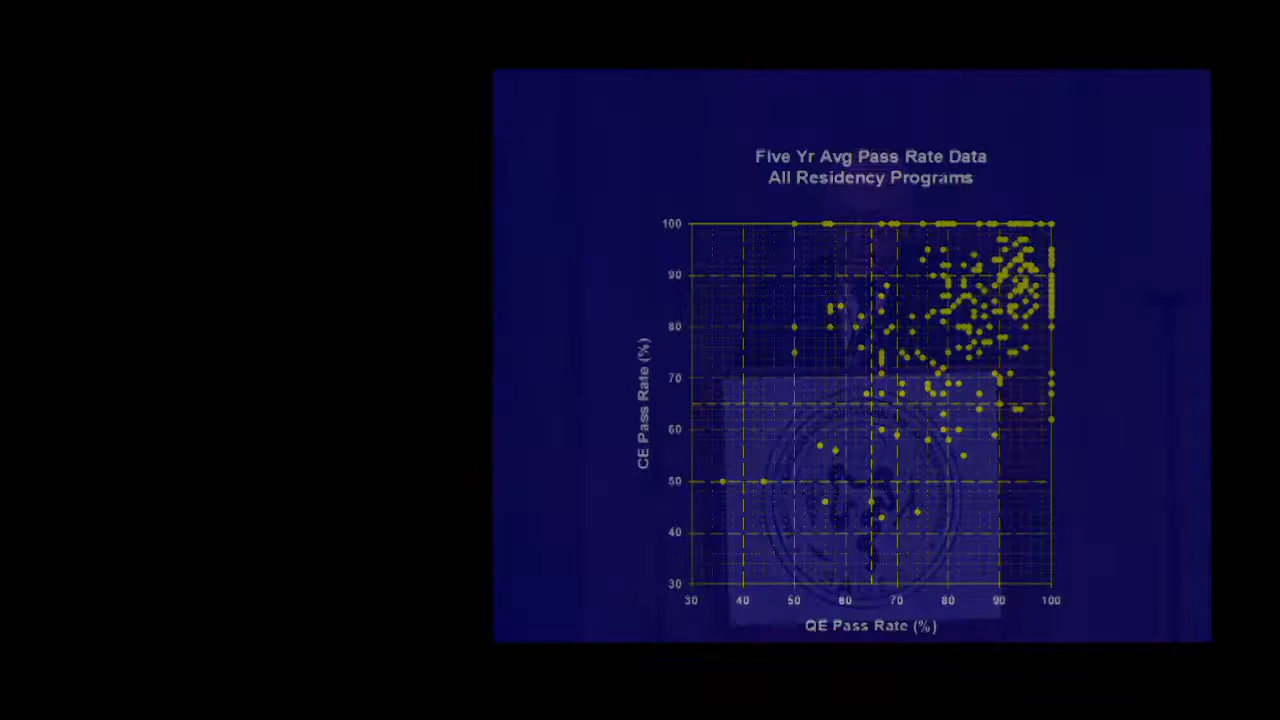 Five Yr Avg Pass Rate Data
All Residency Programs
100
90
80
70
60
50
40
30
CE Pass Rate (%)
30 40 50 60 70 80 90 100
QE Pass Rate (%)